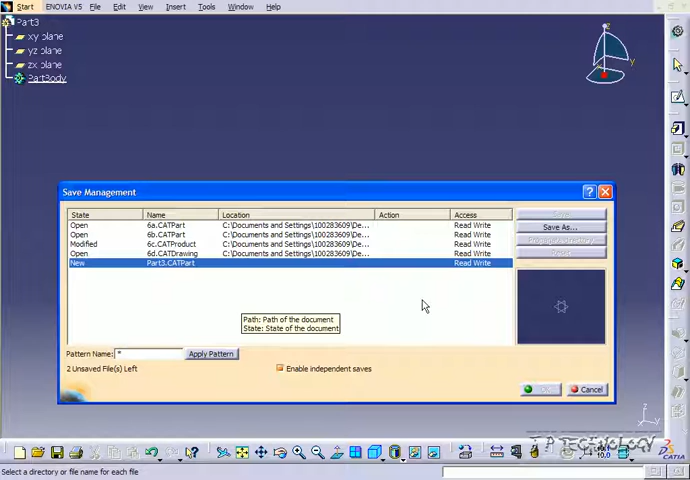 Start ENOVIA V5 File Edit View Insert Tools Window Help
Part3
xy plane
yz plane
zx plane
PartBody
z
y
x
Save Management
State Name Location Action Access
Open 6a.CATPart C:\Documents and Settings\100283609\De... Read Write
Open 6b.CATPart C:\Documents and Settings\100283609\De... Read Write
Modified 6c.CATProduct C:\Documents and Settings\100283609\De... Read Write
Open 6d.CATDrawing C:\Documents and Settings\100283609\De... Read Write
New Part3.CATPart Read Write
Save
Save As...
Reset
Path: Path of the document
State: State of the document
Pattern Name: * Apply Pattern
2 Unsaved File(s) Left
Enable independent saves
OK Cancel
T.P TECHNOLOGY
CATIA
Select a directory or file name for each file